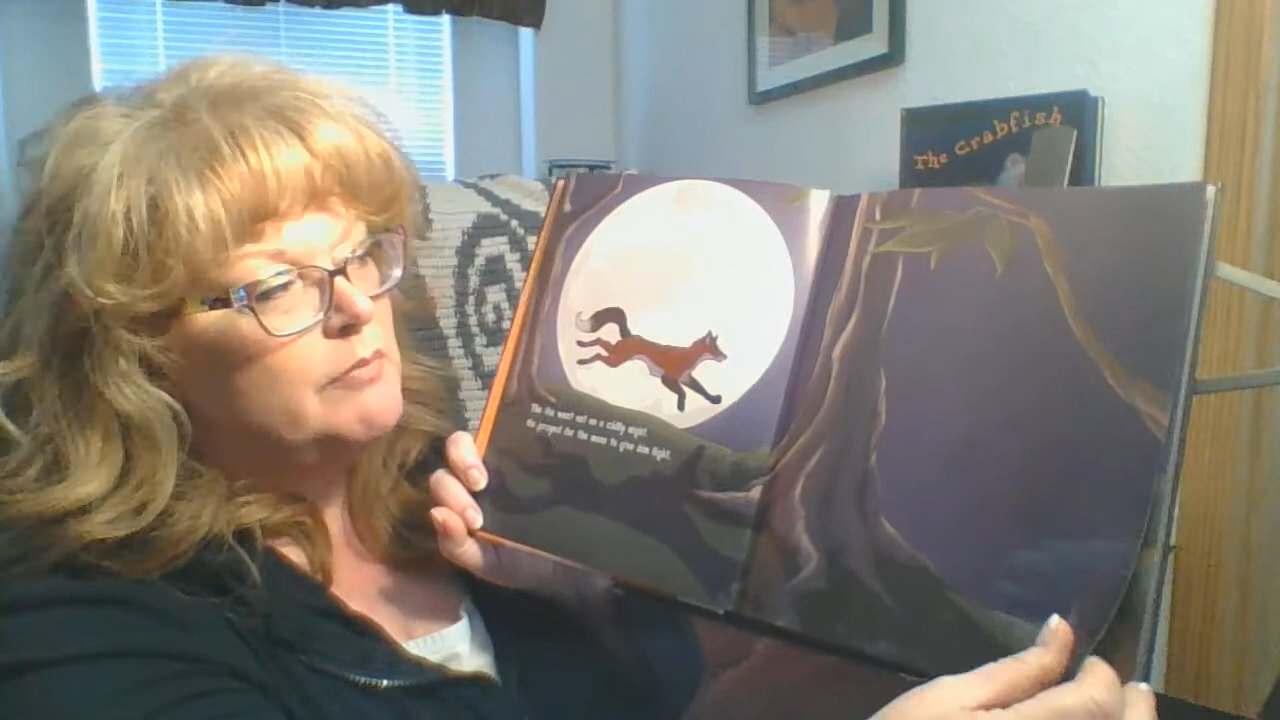 The Crabfish
The fox went out on a chilly night,
He prayed for the moon to give him light,